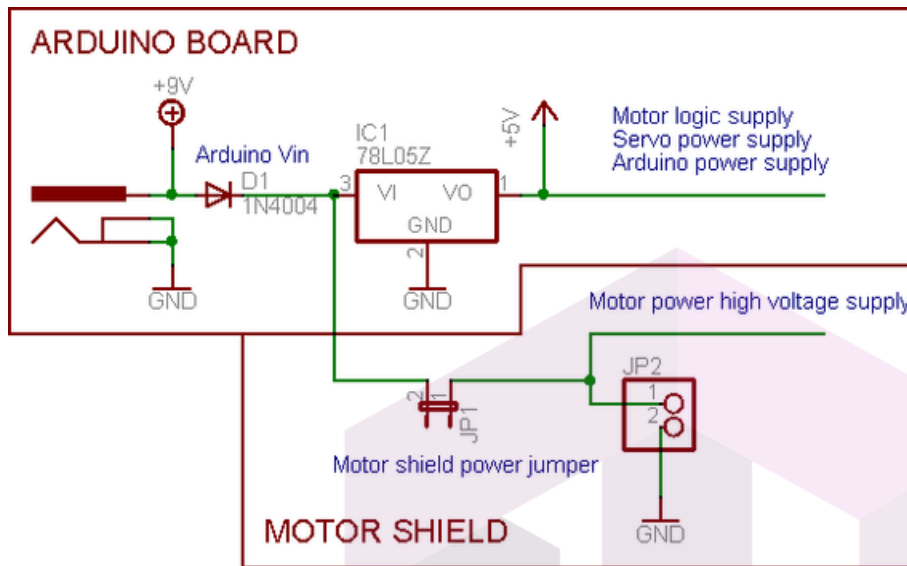 ARDUINO BOARD
+9V
Arduino Vin
D1
1N4004
IC1
78L05Z
3
VI
VO
1
GND
2
+5V
Motor logic supply
Servo power supply
Arduino power supply
GND
GND
Motor power high voltage supply
JP2
1
2
2
1
JP1
Motor shield power jumper
MOTOR SHIELD
GND